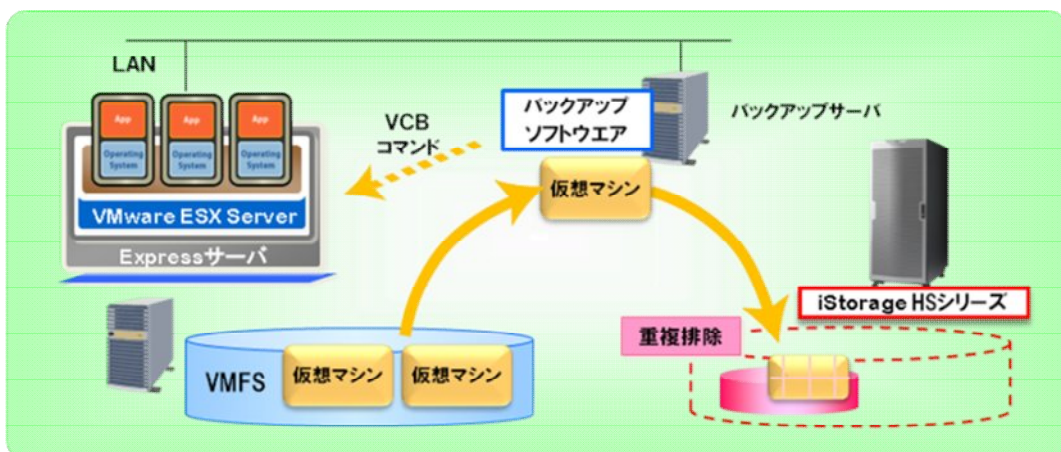 LAN
App
App
App
Operating
System
Operating
System
Operating
System
VMware ESX Server
Expressサーバ
VCB
コマンド
バックアップ
ソフトウエア
バックアップサーバ
仮想マシン
iStorage HSシリーズ
重複排除
VMFS
仮想マシン
仮想マシン